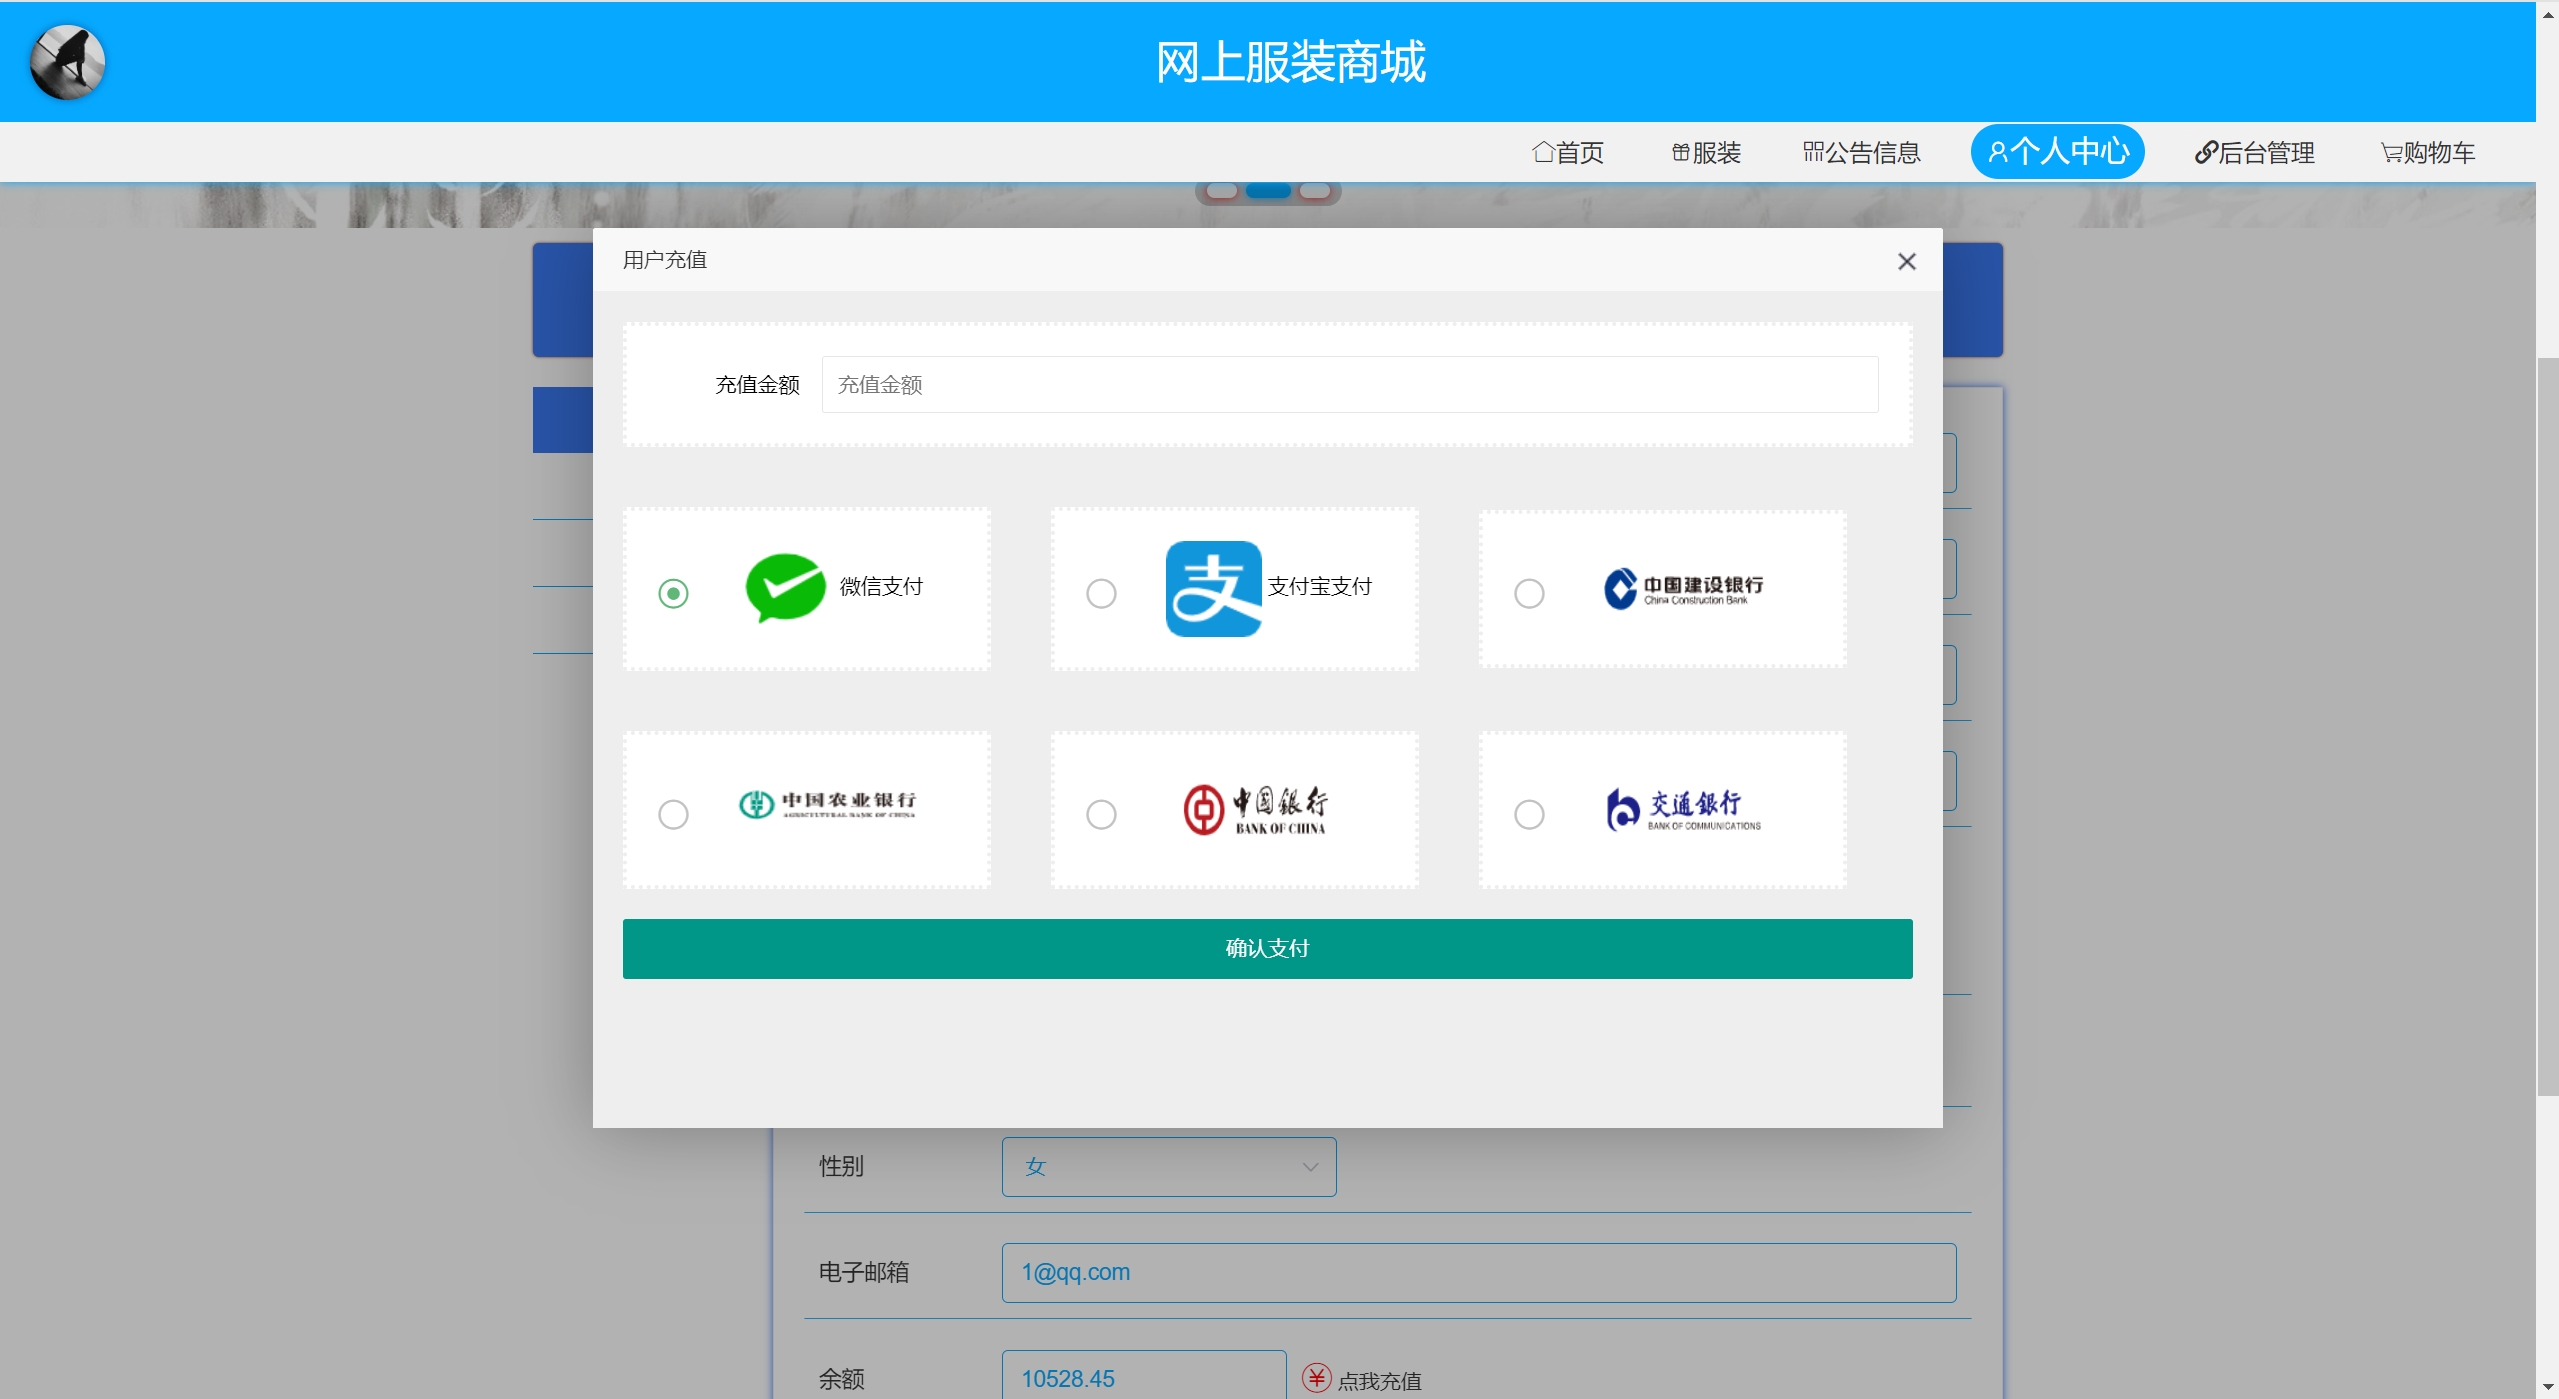 网上服装商城
首页 服装 公告信息 个人中心 后台管理 购物车
用户充值
充值金额 充值金额
微信支付 支付宝支付 中国建设银行
China Construction Bank
中国农业银行 中国銀行 交通銀行
AGRICULTURAL BANK OF CHINA BANK OF CHINA BANK OF COMMUNICATIONS
确认支付
性别 女
电子邮箱 1@qq.com
余额 10528.45 点我充值